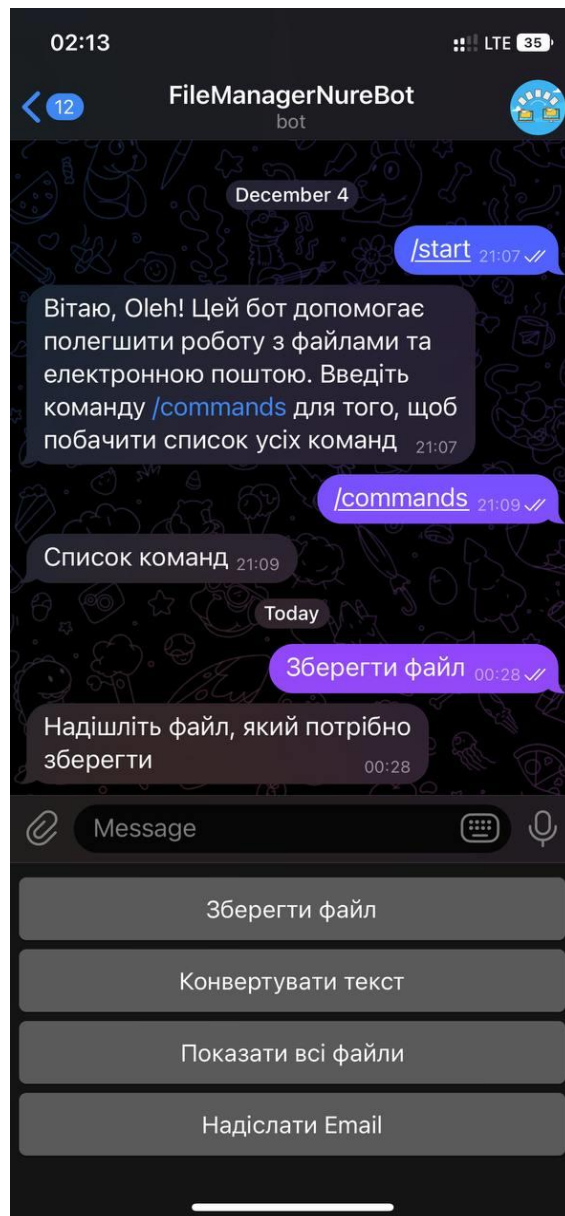 02:13 LTE 35
12 FileManagerNureBot
bot
December 4
/start 21:07
Вітаю, Oleh! Цей бот допомогає
полегшити роботу з файлами та
електронною поштою. Введіть
команду /commands для того, щоб
побачити список усіх команд 21:07
/commands 21:09
Список команд 21:09
Today
Зберегти файл 00:28
Надішліть файл, який потрібно
зберегти 00:28
Message
Зберегти файл
Конвертувати текст
Показати всі файли
Надіслати Email